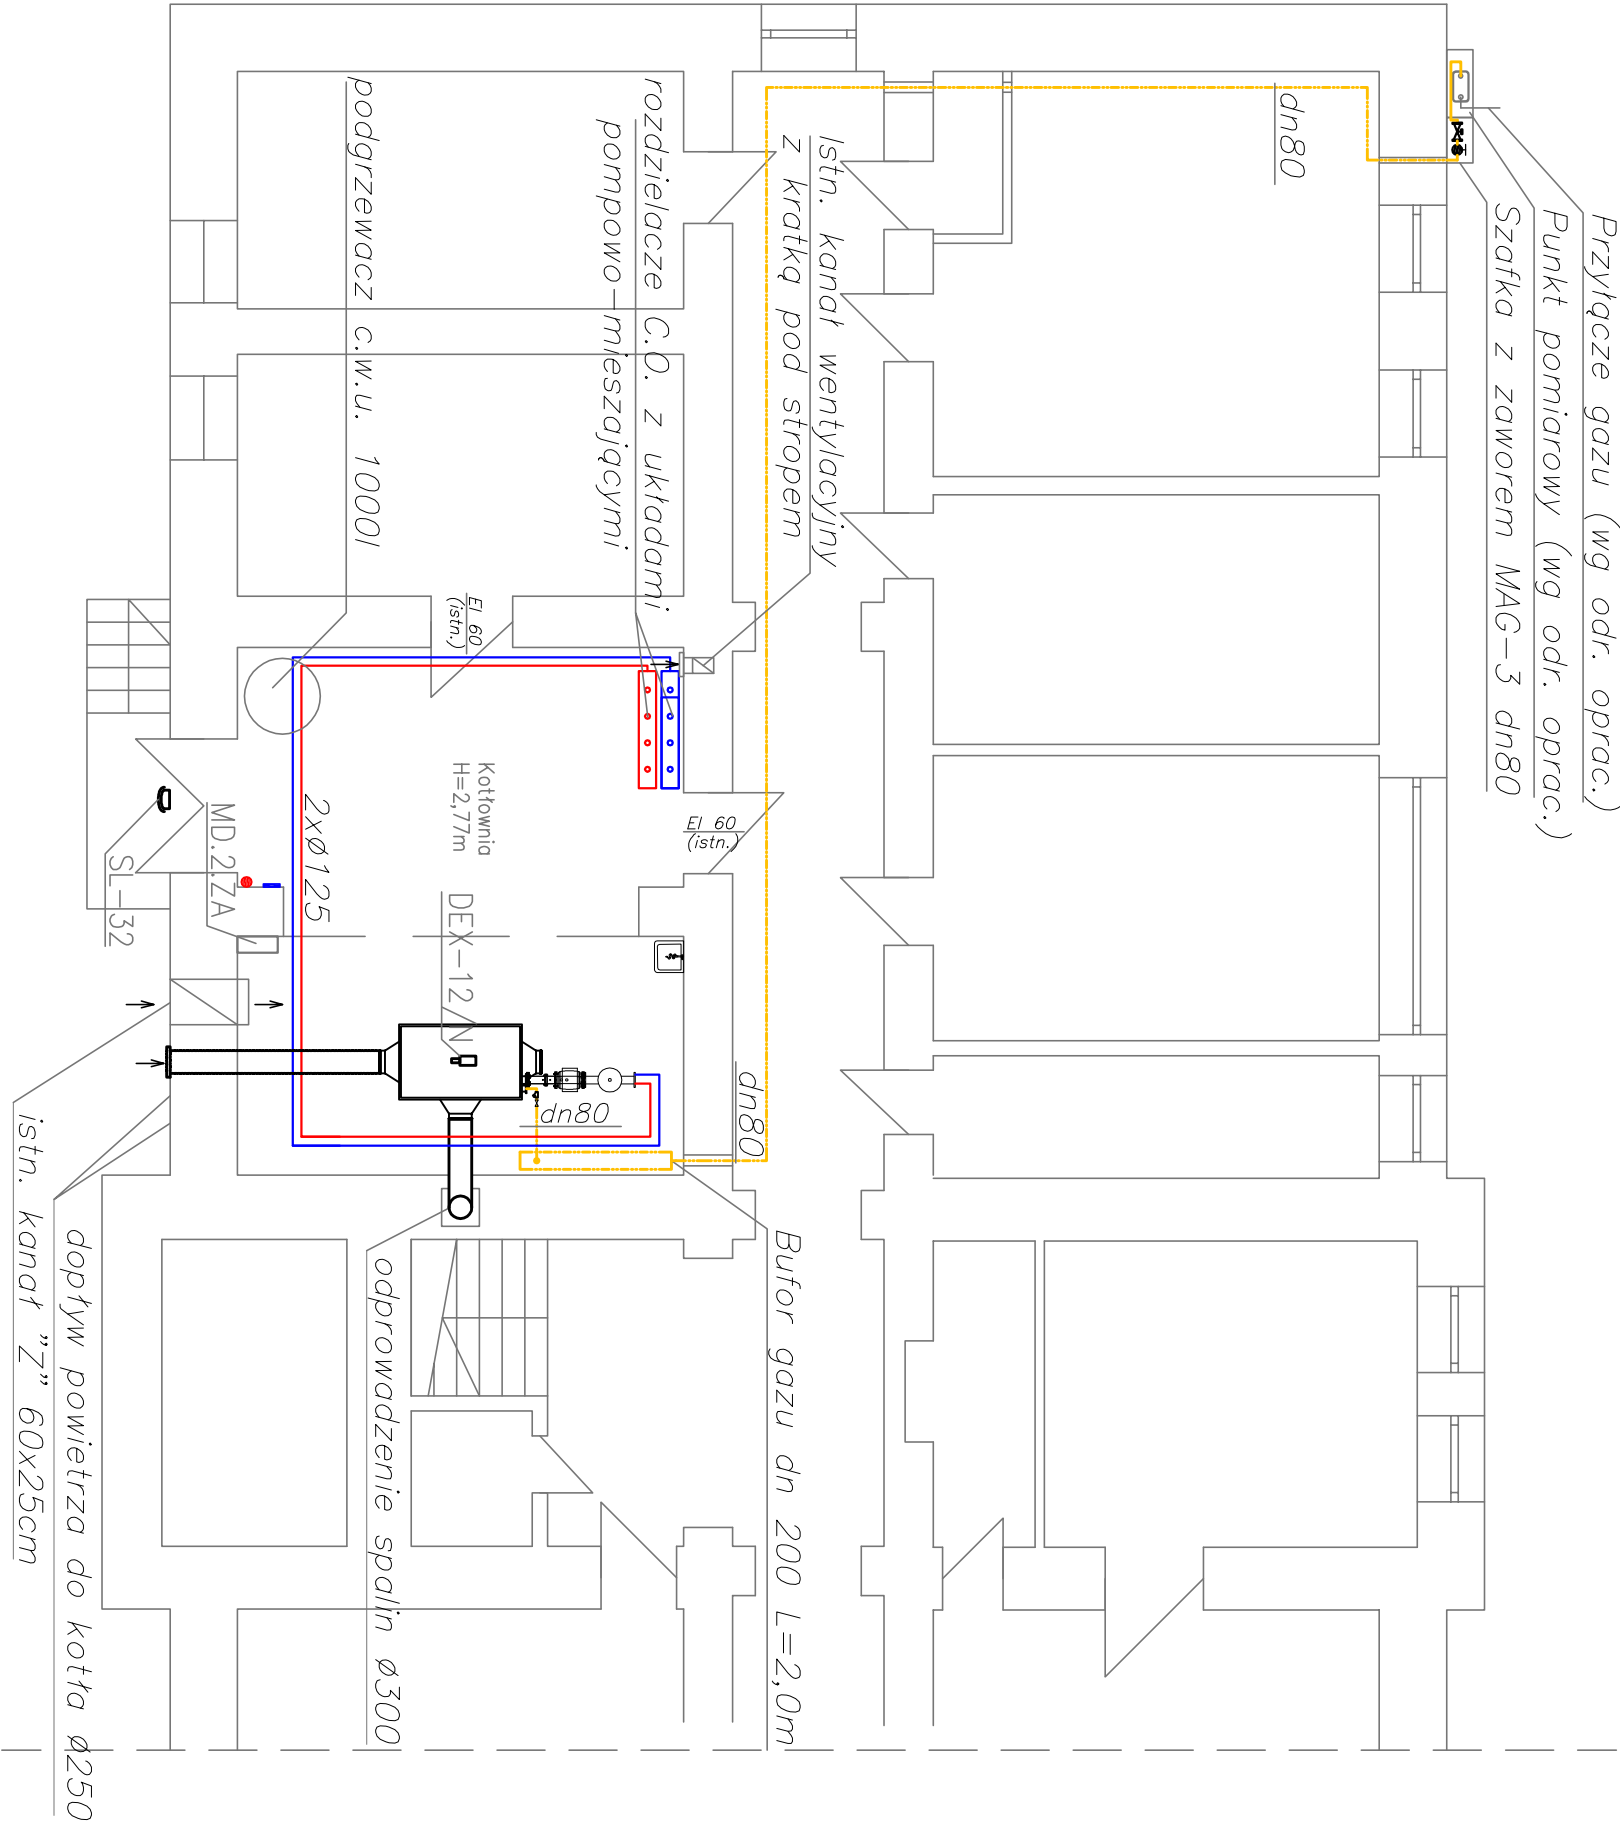 Przyłącze gazu (wg odr. oprac.)
Punkt pomiarowy (wg odr. oprac.)
Szafka z zaworem MAG-3 dn80
dn80
Istn. kanał wentylacyjny
z kratką pod stropem
rozdzielacze C.O. z układami
pompowo-mieszającymi
podgrzewacz c.w.u. 1000l
EI 60
(istn.)
EI 60
(istn.)
Kotłownia
H=2,77m
2xø125
MD.2.ZA
SL-32
DEX-12/N
dn80
dn80
Bufor gazu dn 200 L=2,0m
odprowadzenie spalin ø300
dopływ powietrza do kotła ø250
istn. kanał "Z" 60x25cm